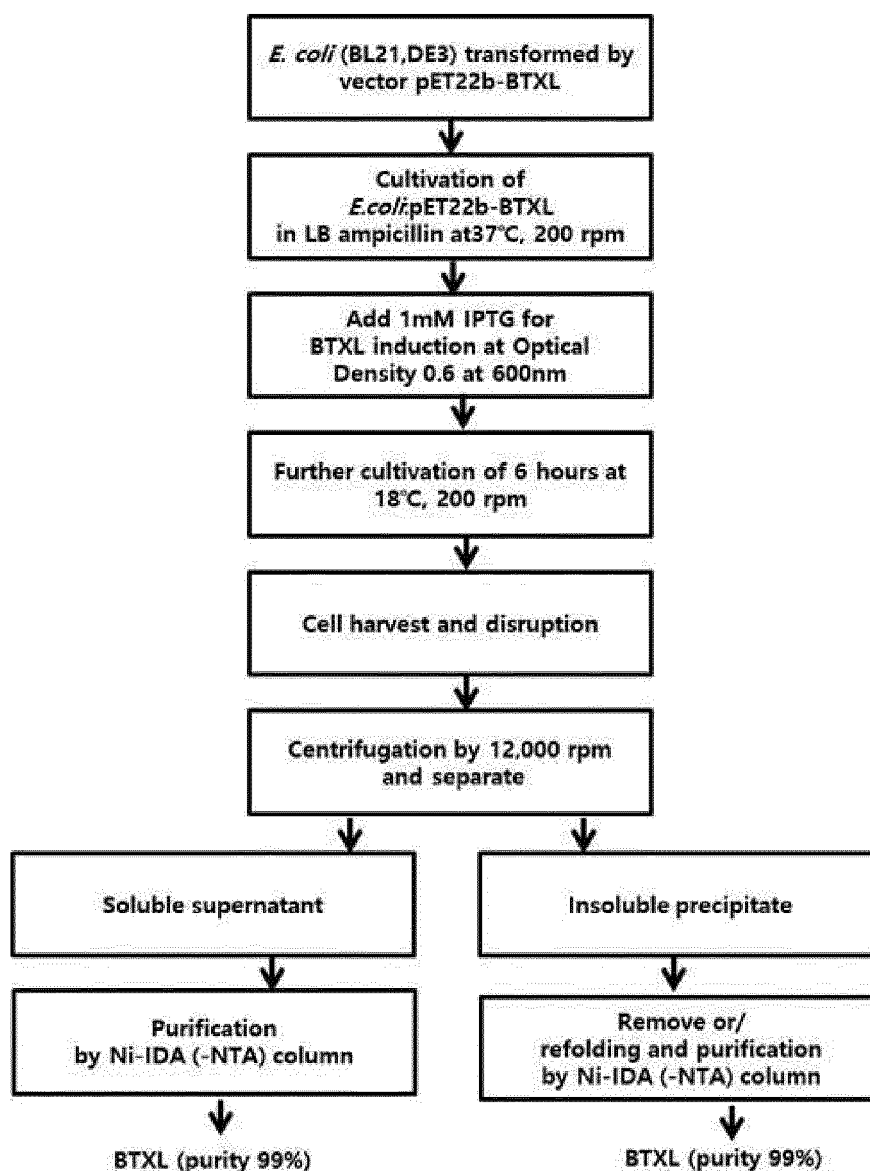 E. coli (BL21,DE3) transformed by
vector pET22b-BTXL
Cultivation of
E.coli:pET22b-BTXL
in LB ampicillin at37℃, 200 rpm
Add 1mM IPTG for
BTXL induction at Optical
Density 0.6 at 600nm
Further cultivation of 6 hours at
18℃, 200 rpm
Cell harvest and disruption
Centrifugation by 12,000 rpm
and separate
Soluble supernatant
Insoluble precipitate
Purification
by Ni-IDA (-NTA) column
Remove or/
refolding and purification
by Ni-IDA (-NTA) column
BTXL (purity 99%)
BTXL (purity 99%)